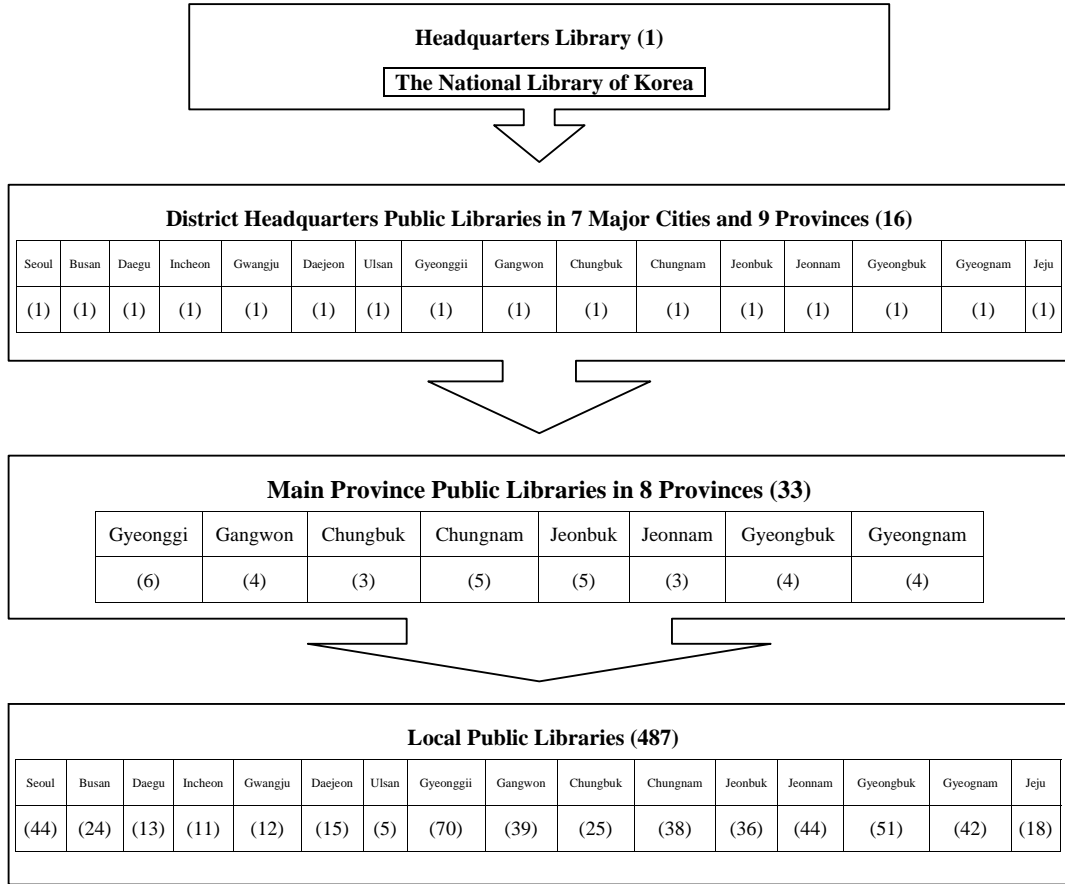 Headquarters Library (1)
The National Library of Korea
District Headquarters Public Libraries in 7 Major Cities and 9 Provinces (16)
Seoul Busan Daegu Incheon Gwangju Daejeon Ulsan Gyeonggii Gangwon Chungbuk Chungnam Jeonbuk Jeonnam Gyeongbuk Gyeognam Jeju
(1) (1) (1) (1) (1) (1) (1) (1) (1) (1) (1) (1) (1) (1) (1) (1)
Main Province Public Libraries in 8 Provinces (33)
Gyeonggi Gangwon Chungbuk Chungnam Jeonbuk Jeonnam Gyeongbuk Gyeongnam
(6) (4) (3) (5) (5) (3) (4) (4)
Local Public Libraries (487)
Seoul Busan Daegu Incheon Gwangju Daejeon Ulsan Gyeonggii Gangwon Chungbuk Chungnam Jeonbuk Jeonnam Gyeongbuk Gyeognam Jeju
(44) (24) (13) (11) (12) (15) (5) (70) (39) (25) (38) (36) (44) (51) (42) (18)